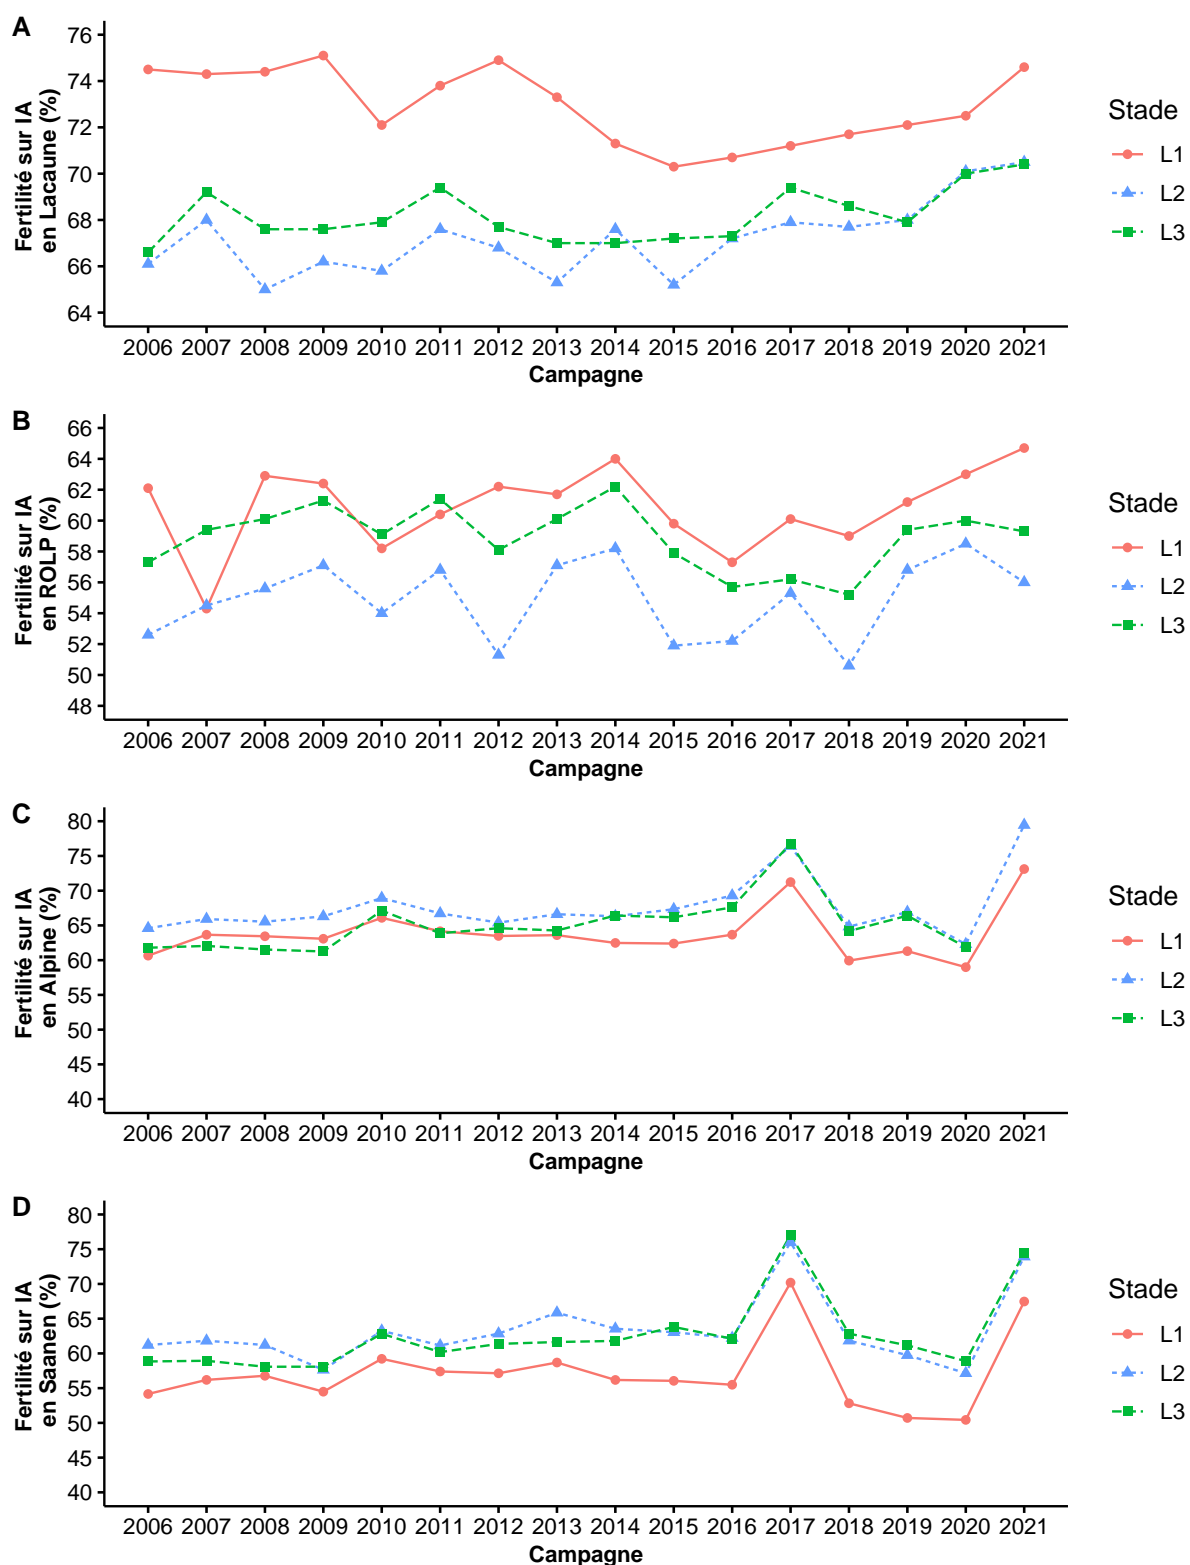 A
Fertilité sur IA
en Lacaune (%)
76
74
72
70
68
66
64
2006 2007 2008 2009 2010 2011 2012 2013 2014 2015 2016 2017 2018 2019 2020 2021
Campagne
Stade
L1
L2
L3
B
Fertilité sur IA
en ROLP (%)
66
64
62
60
58
56
54
52
50
48
2006 2007 2008 2009 2010 2011 2012 2013 2014 2015 2016 2017 2018 2019 2020 2021
Campagne
Stade
L1
L2
L3
C
Fertilité sur IA
en Alpine (%)
80
75
70
65
60
55
50
45
40
2006 2007 2008 2009 2010 2011 2012 2013 2014 2015 2016 2017 2018 2019 2020 2021
Campagne
Stade
L1
L2
L3
D
Fertilité sur IA
en Saanen (%)
80
75
70
65
60
55
50
45
40
2006 2007 2008 2009 2010 2011 2012 2013 2014 2015 2016 2017 2018 2019 2020 2021
Campagne
Stade
L1
L2
L3